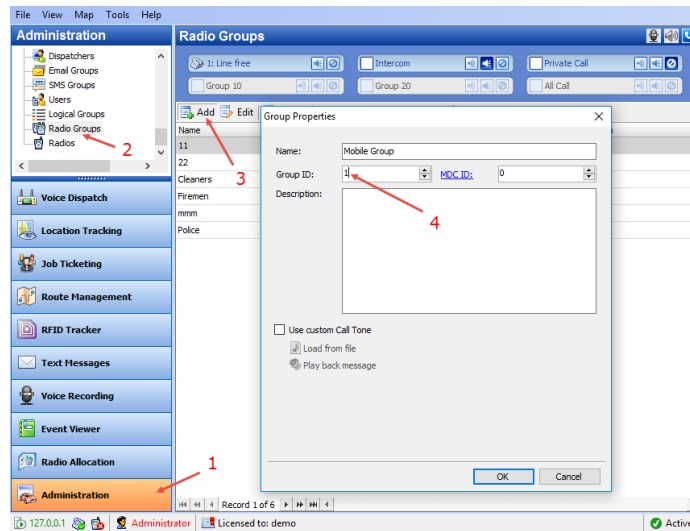 File View Map Tools Help
Administration
Radio Groups
Dispatchers
Email Groups
SMS Groups
Users
Logical Groups
Radio Groups
Radios
2
1: Line free
Intercom
Private Call
Group 10
Group 20
All Call
Add Edit
Name
11
22
Cleaners
Firemen
mmm
Police
3
Group Properties
Name: Mobile Group
Group ID: 1 MDC ID: 0
Description:
4
Use custom Call Tone
Load from file
Play back message
OK Cancel
Voice Dispatch
Location Tracking
Job Ticketing
Route Management
RFID Tracker
Text Messages
Voice Recording
Event Viewer
Radio Allocation
Administration
1
Record 1 of 6
127.0.0.1 Administrator Licensed to: demo Active